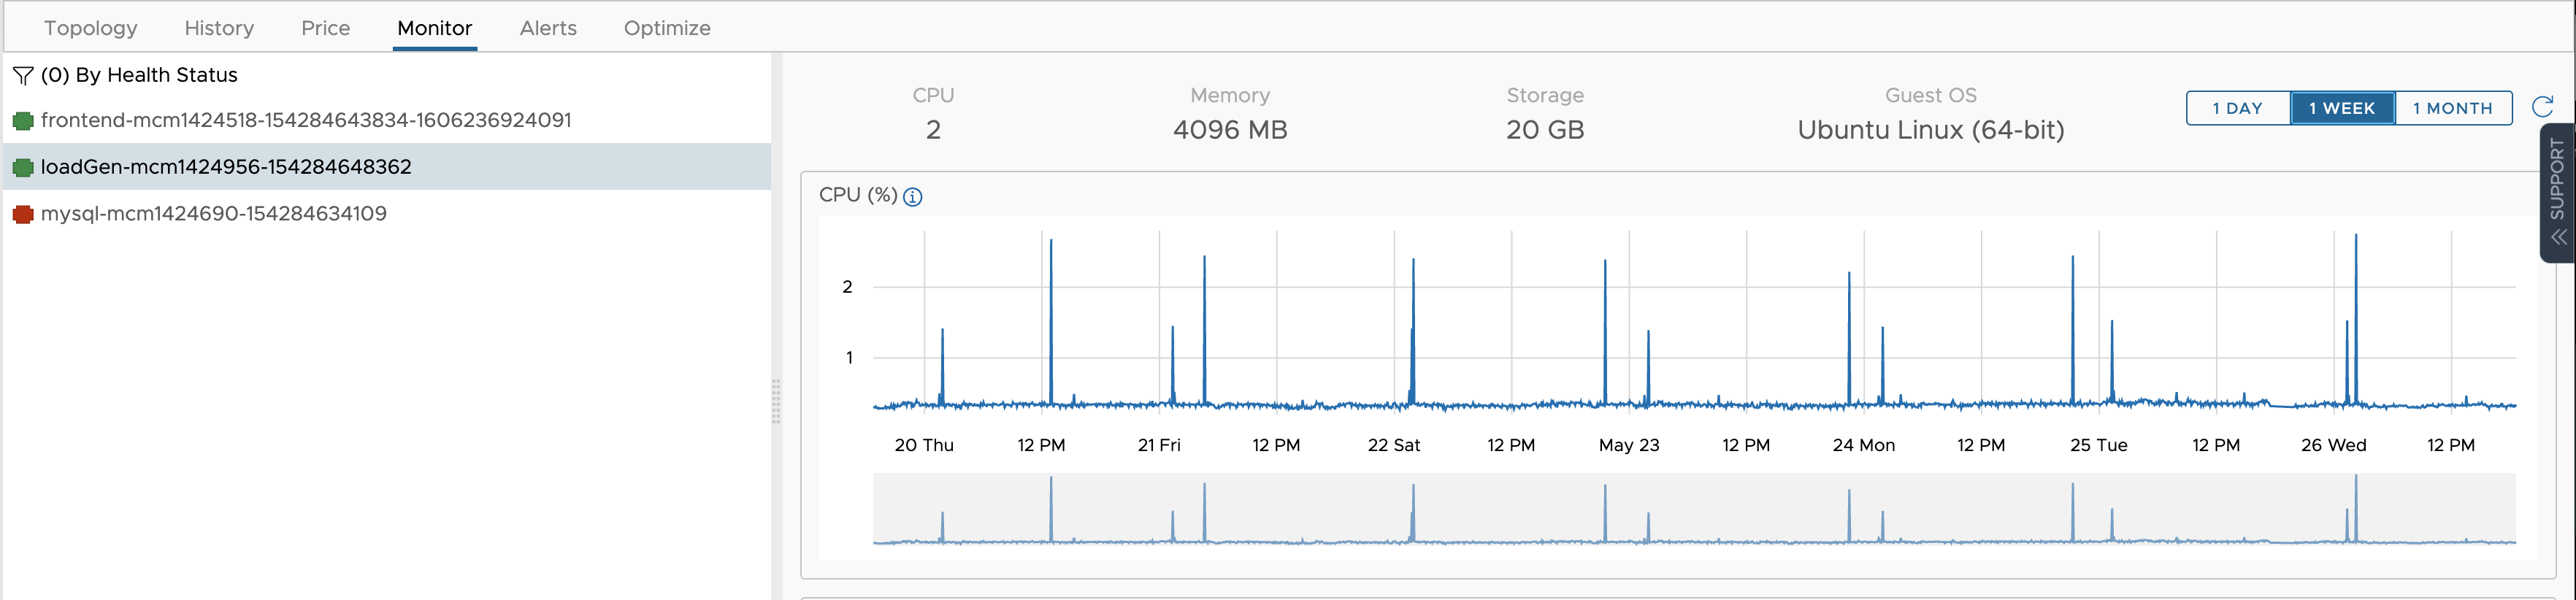 Topology History Price Monitor Alerts Optimize
(0) By Health Status
frontend-mcm1424518-154284643834-1606236924091
loadGen-mcm1424956-154284648362
mysql-mcm1424690-154284634109
CPU Memory Storage Guest OS
2 4096 MB 20 GB Ubuntu Linux (64-bit)
1 DAY 1 WEEK 1 MONTH
SUPPORT
CPU (%)
2
1
20 Thu 12 PM 21 Fri 12 PM 22 Sat 12 PM May 23 12 PM 24 Mon 12 PM 25 Tue 12 PM 26 Wed 12 PM